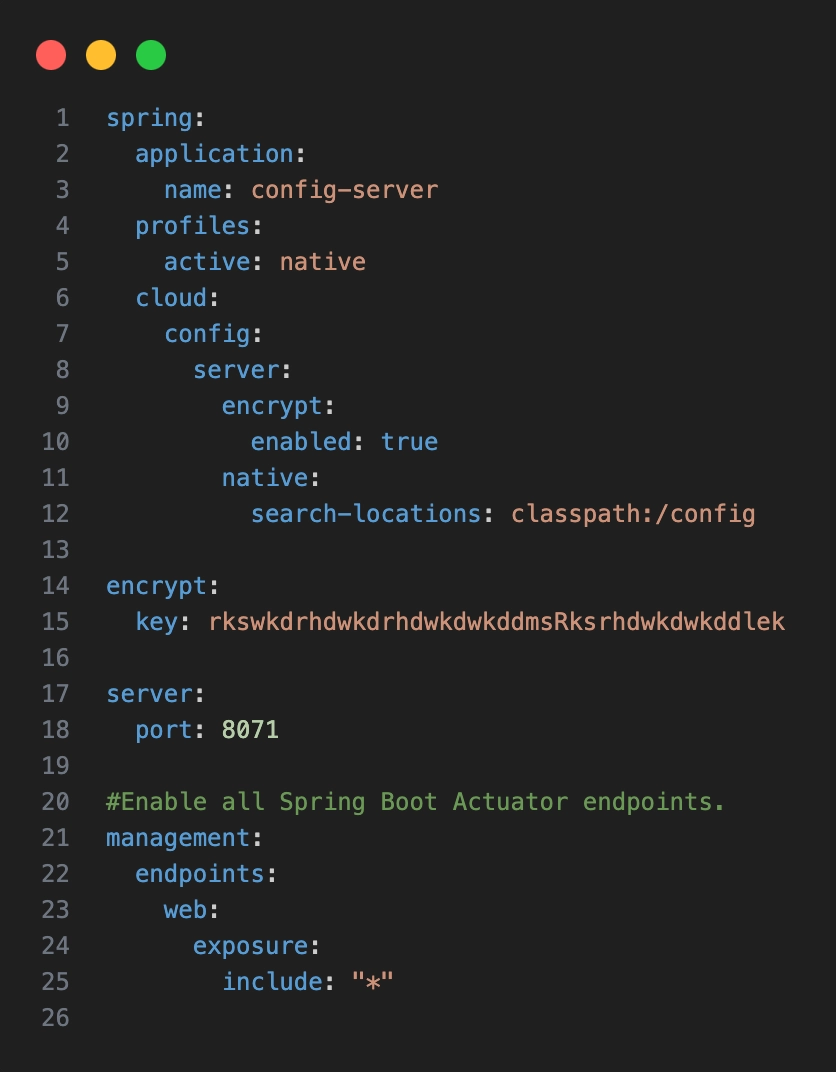 1 spring:
2   application:
3     name: config-server
4   profiles:
5     active: native
6   cloud:
7     config:
8       server:
9         encrypt:
10           enabled: true
11         native:
12           search-locations: classpath:/config
13
14 encrypt:
15   key: rkswkdrhdwkdrhdwkdwkddmsRksrhdwkdwkddlek
16
17 server:
18   port: 8071
19
20 #Enable all Spring Boot Actuator endpoints.
21 management:
22   endpoints:
23     web:
24       exposure:
25         include: "*"
26